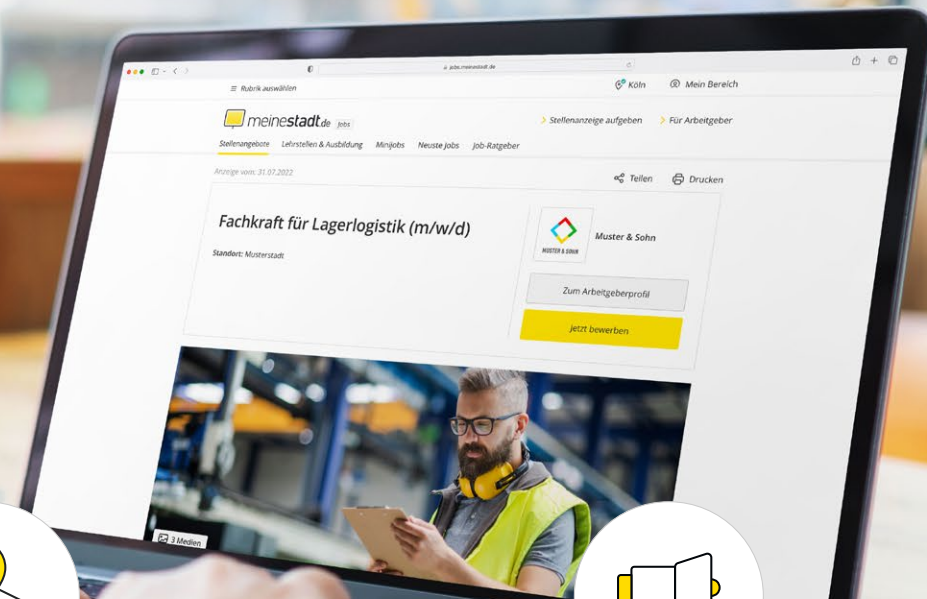 jobs.meinestadt.de
Rubrik auswählen
Köln
Mein Bereich
meinestadt.de Jobs
Stellenanzeige aufgeben
Für Arbeitgeber
Stellenangebote Lehrstellen & Ausbildung Minijobs Neuste Jobs Job-Ratgeber
Anzeige vom: 31.07.2022
Teilen
Drucken
Fachkraft für Lagerlogistik (m/w/d)
Standort: Musterstadt
MUSTER & SOHN
Muster & Sohn
Zum Arbeitgeberprofil
Jetzt bewerben
3 Medien